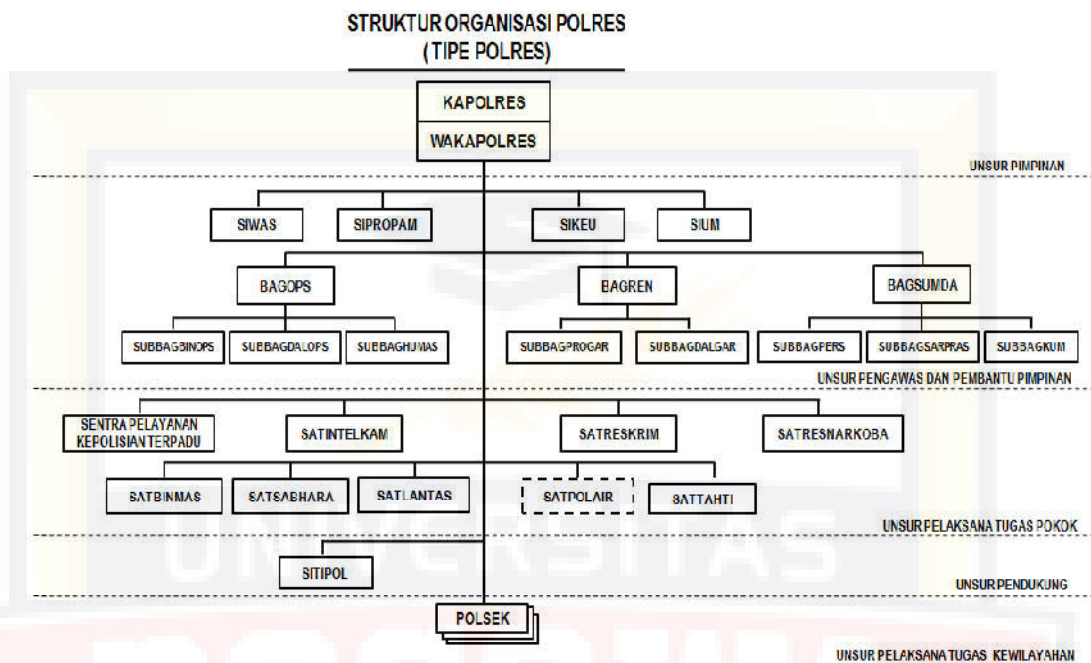 STRUKTUR ORGANISASI POLRES
( TIPE POLRES)
KAPOLRES
WAKAPOLRES
UNSUR PIMPINAN
SIWAS
SIPROPAM
SIKEU
SIUM
BAGOPS
BAGREN
BAGSUMDA
SUBBAGBINOPS
SUBBAGDALOPS
SUBBAGHUMAS
SUBBAGPROGAR
SUBBAGDALGAR
SUBBAGPERS
SUBBAGSARPRAS
SUBBAGKUM
UNSUR PENGAWAS DAN PEMBANTU PIMPINAN
SENTRA PELAYANAN
KEPOLISIAN TERPADU
SATINTELKAM
SATRESKRIM
SATRESNARKOBA
SATBINMAS
SATSABHARA
SATLANTAS
SATPOLAIR
SATTAHTI
UNSUR PELAKSANA TUGAS POKOK
UNIVERSITAS
SITIPOL
UNSUR PENDUKUNG
POLSEK
UNSUR PELAKSANA TUGAS KEWILAYAHAN